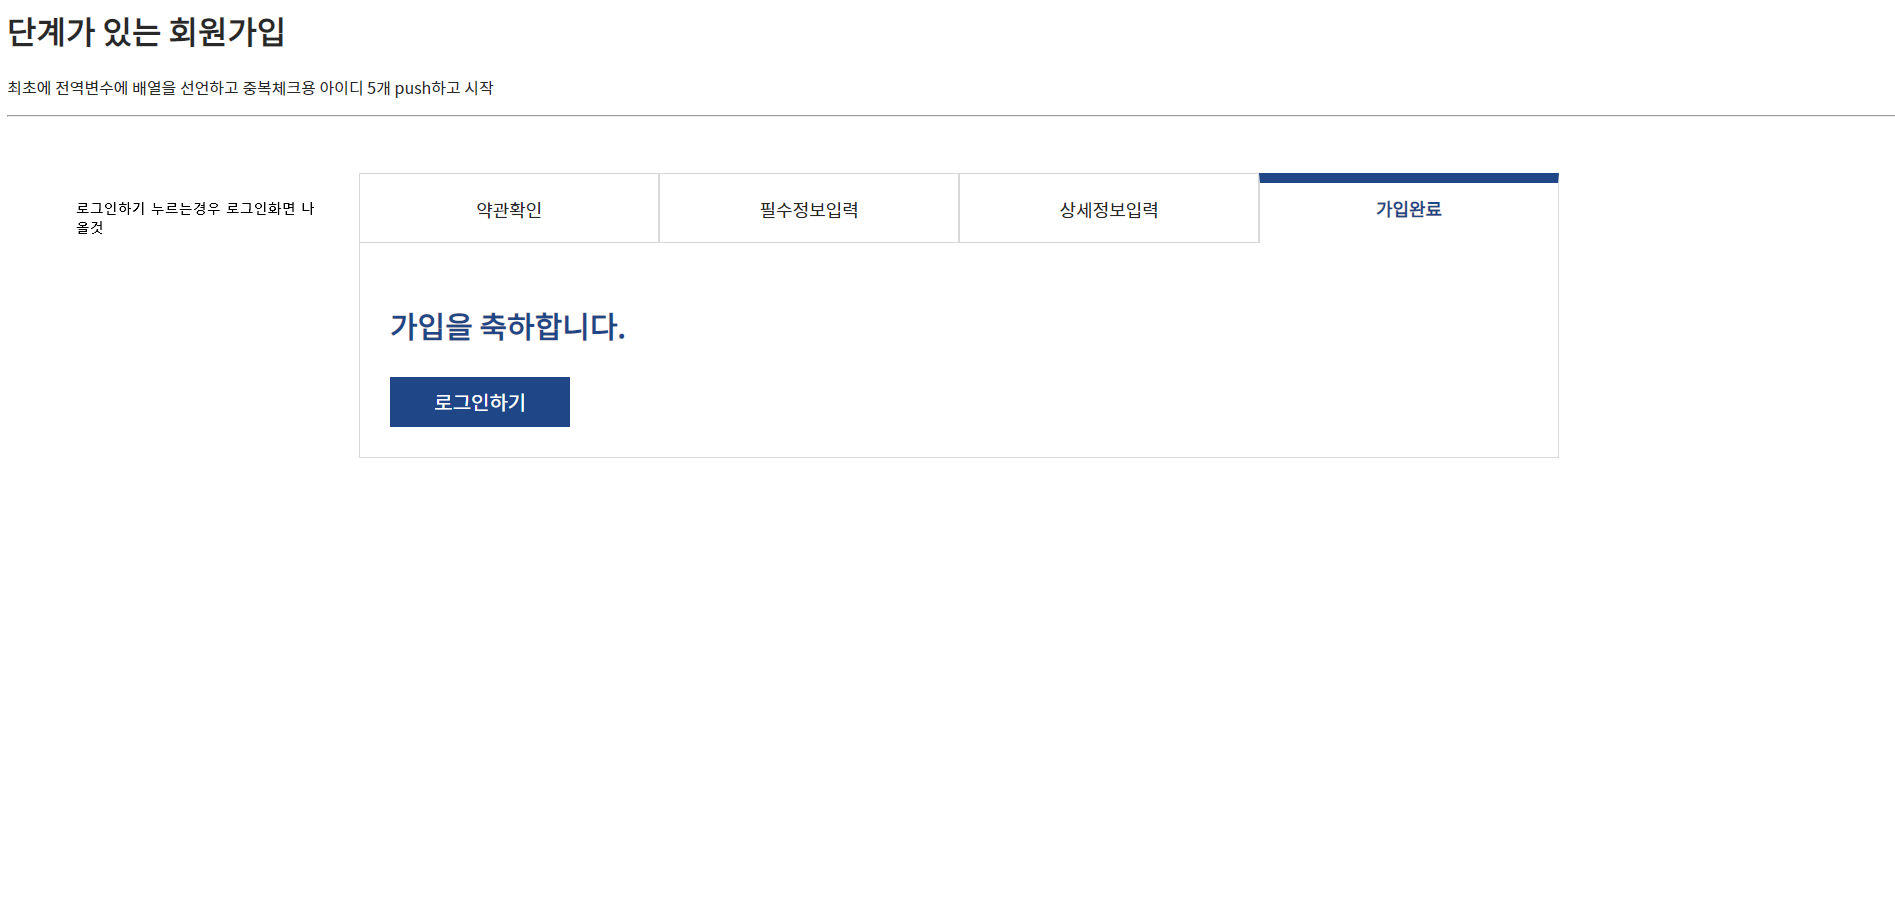 단계가 있는 회원가입
최초에 전역변수에 배열을 선언하고 중복체크용 아이디 5개 push하고 시작
로그인하기 누르는경우 로그인화면 나
올것
약관확인
필수정보입력
상세정보입력
가입완료
가입을 축하합니다.
로그인하기